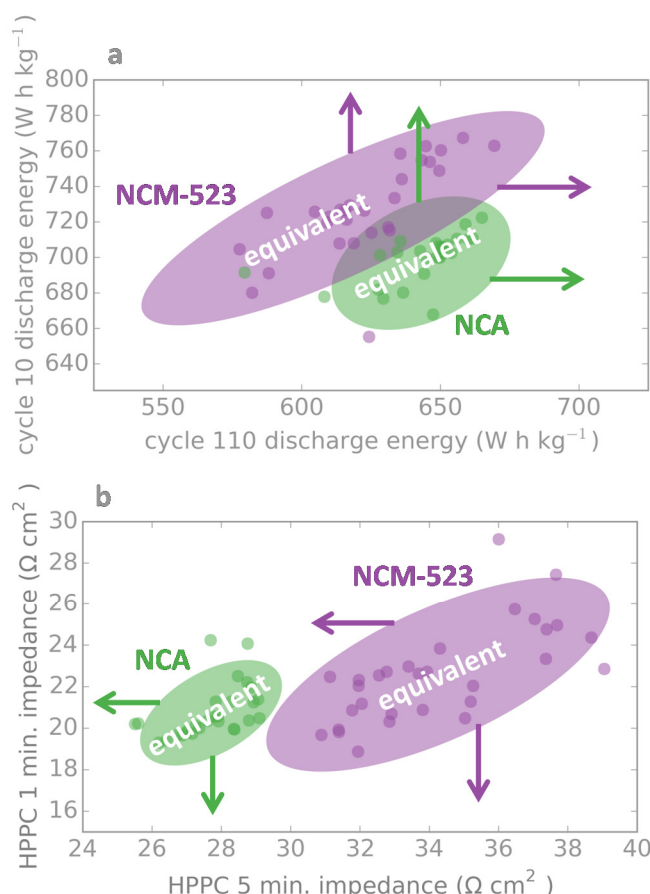 a
cycle 10 discharge energy (W h kg⁻¹)
800
780
760
740
720
700
680
660
640
NCM-523
equivalent
equivalent
NCA
550
600
650
700
cycle 110 discharge energy (W h kg⁻¹)
b
HPPC 1 min. impedance (Ω cm²)
30
28
26
24
22
20
18
16
NCM-523
NCA
equivalent
equivalent
24
26
28
30
32
34
36
38
40
HPPC 5 min. impedance (Ω cm²)